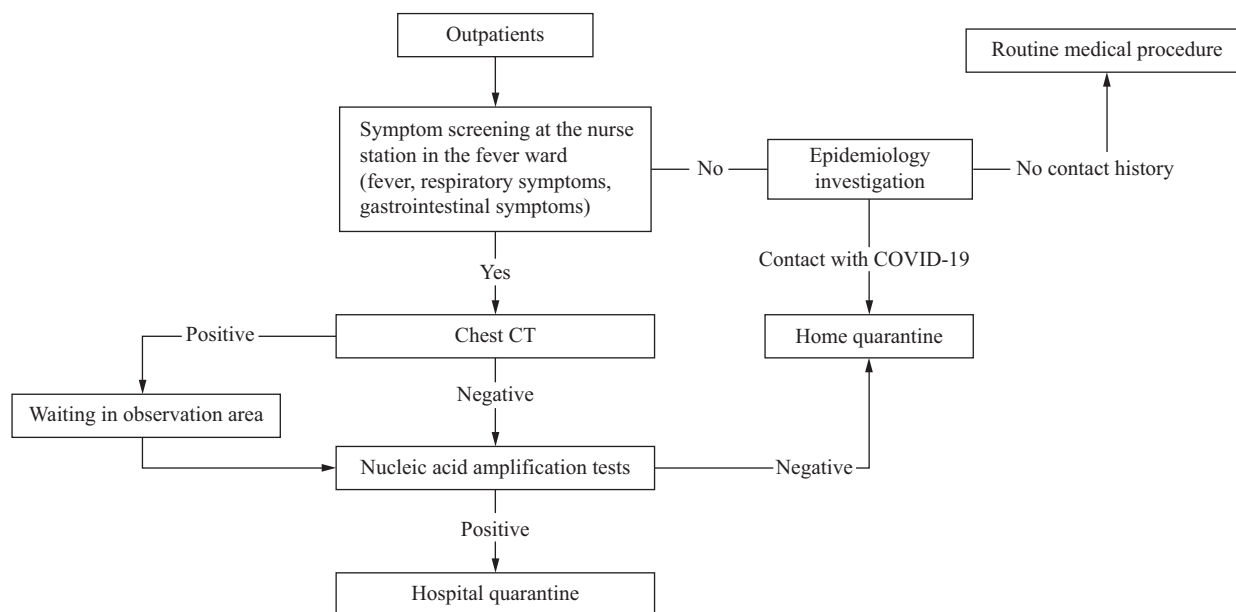 Outpatients
Routine medical procedure
Symptom screening at the nurse
station in the fever ward
(fever, respiratory symptoms,
gastrointestinal symptoms)
No
Epidemiology
investigation
No contact history
Contact with COVID-19
Yes
Positive
Chest CT
Home quarantine
Negative
Waiting in observation area
Nucleic acid amplification tests
Negative
Positive
Hospital quarantine